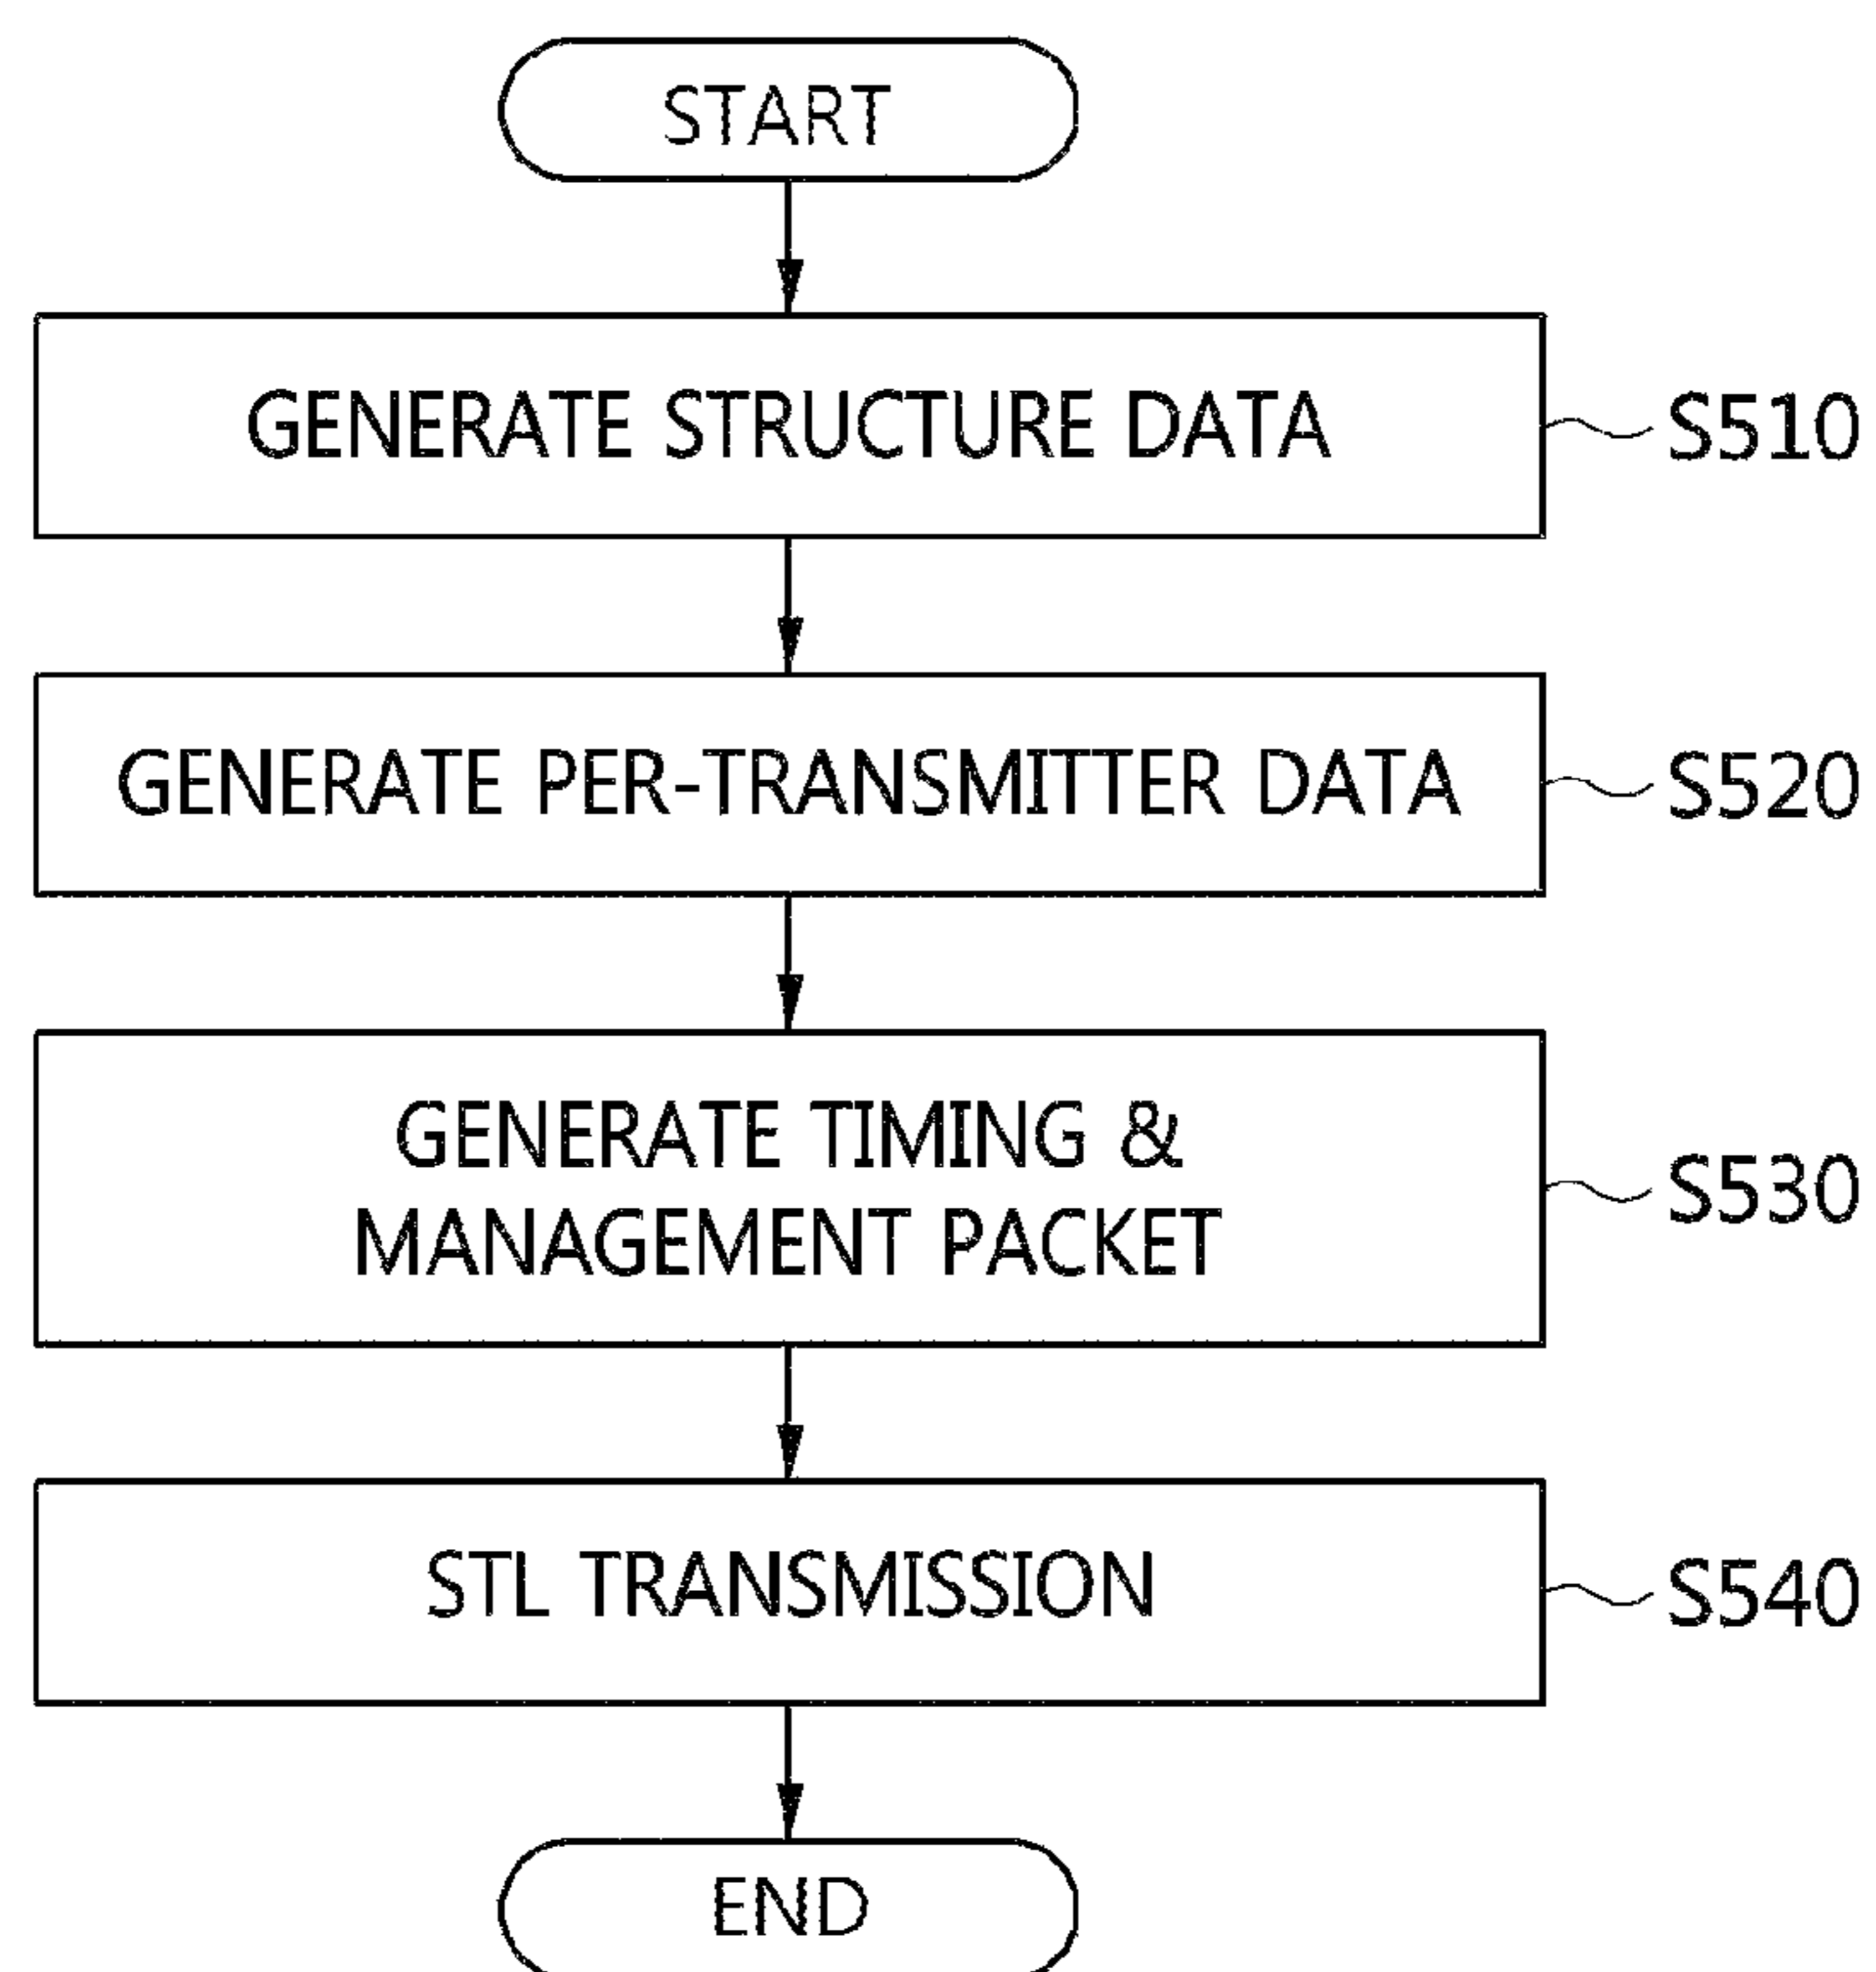 START
GENERATE STRUCTURE DATA
S510
GENERATE PER-TRANSMITTER DATA
S520
GENERATE TIMING &
MANAGEMENT PACKET
S530
STL TRANSMISSION
S540
END